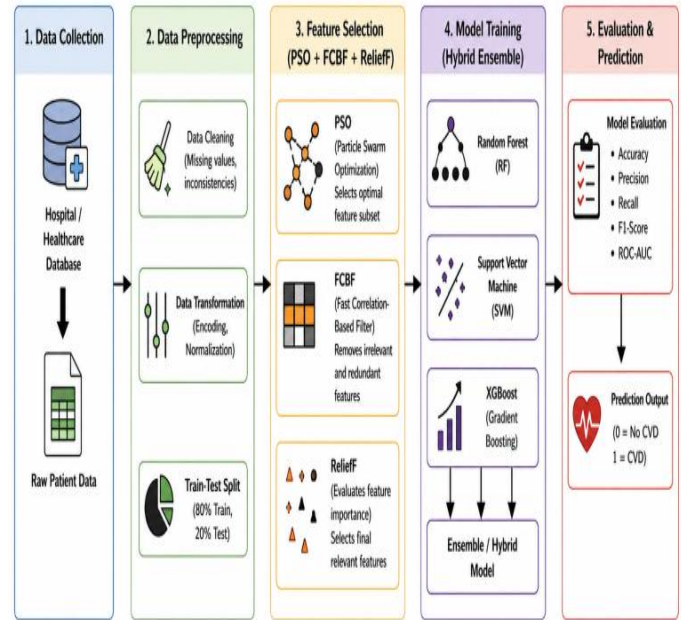 1. Data Collection
Hospital /
Healthcare
Database
Raw Patient Data
2. Data Preprocessing
Data Cleaning
(Missing values,
inconsistencies)
Data Transformation
(Encoding,
Normalization)
Train-Test Split
(80% Train,
20% Test)
3. Feature Selection
(PSO + FCBF + ReliefF)
PSO
(Particle Swarm
Optimization)
Selects optimal
feature subset
FCBF
(Fast Correlation-
Based Filter)
Removes irrelevant
and redundant
features
ReliefF
(Evaluates feature
importance)
Selects final
relevant features
4. Model Training
(Hybrid Ensemble)
Random Forest
(RF)
Support Vector
Machine
(SVM)
XGBoost
(Gradient
Boosting)
Ensemble / Hybrid
Model
5. Evaluation &
Prediction
Model Evaluation
• Accuracy
• Precision
• Recall
• F1-Score
• ROC-AUC
Prediction Output
(0 = No CVD
1 = CVD)